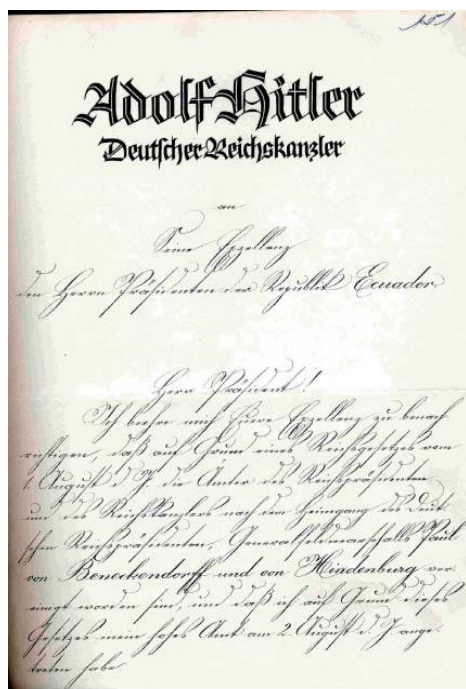 151
Adolf Hitler
Deutscher Reichskanzler
an
Seine Exzellenz
den Herrn Präsidenten der Republik Ecuador
Herr Präsident!
Ich beehre mich Euere Exzellenz zu benach
richtigen, daß auf Grund eines Reichsgesetzes vom
1. August d. J. die Ämter des Reichspräsidenten
und des Reichskanzlers nach dem Heimgang des Deut
schen Reichspräsidenten, Generalfeldmarschalls Paul
von Beneckendorff und von Hindenburg ver
einigt worden sind, und daß ich auf Grund dieses
Gesetzes mein hohes Amt am 2. August d. J. ange
treten habe.